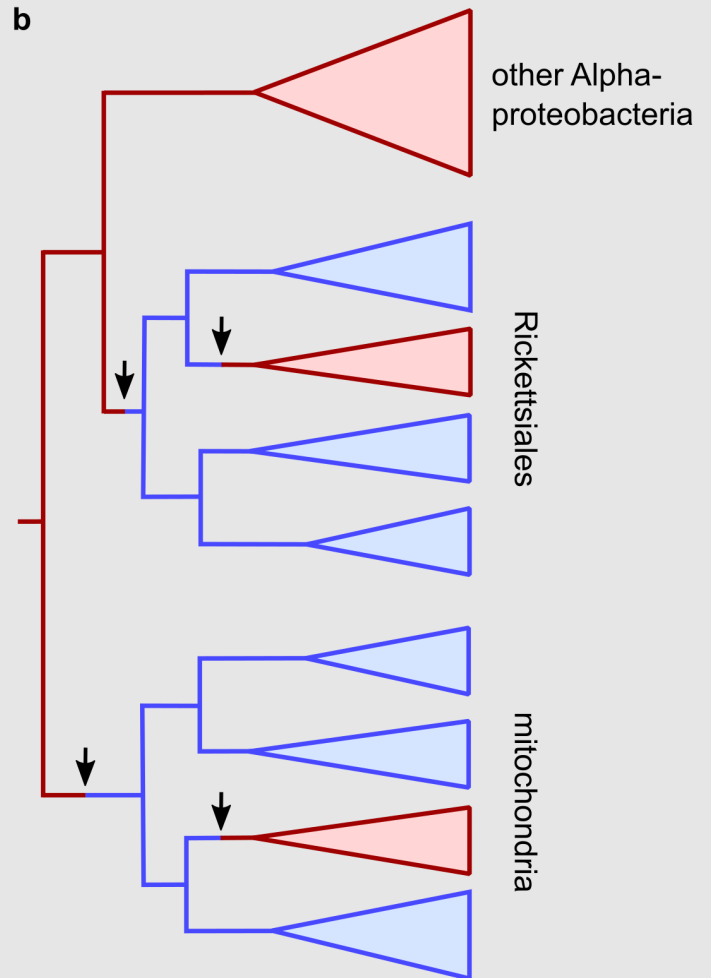 b
other Alpha-
proteobacteria
Rickettsiales
mitochondria